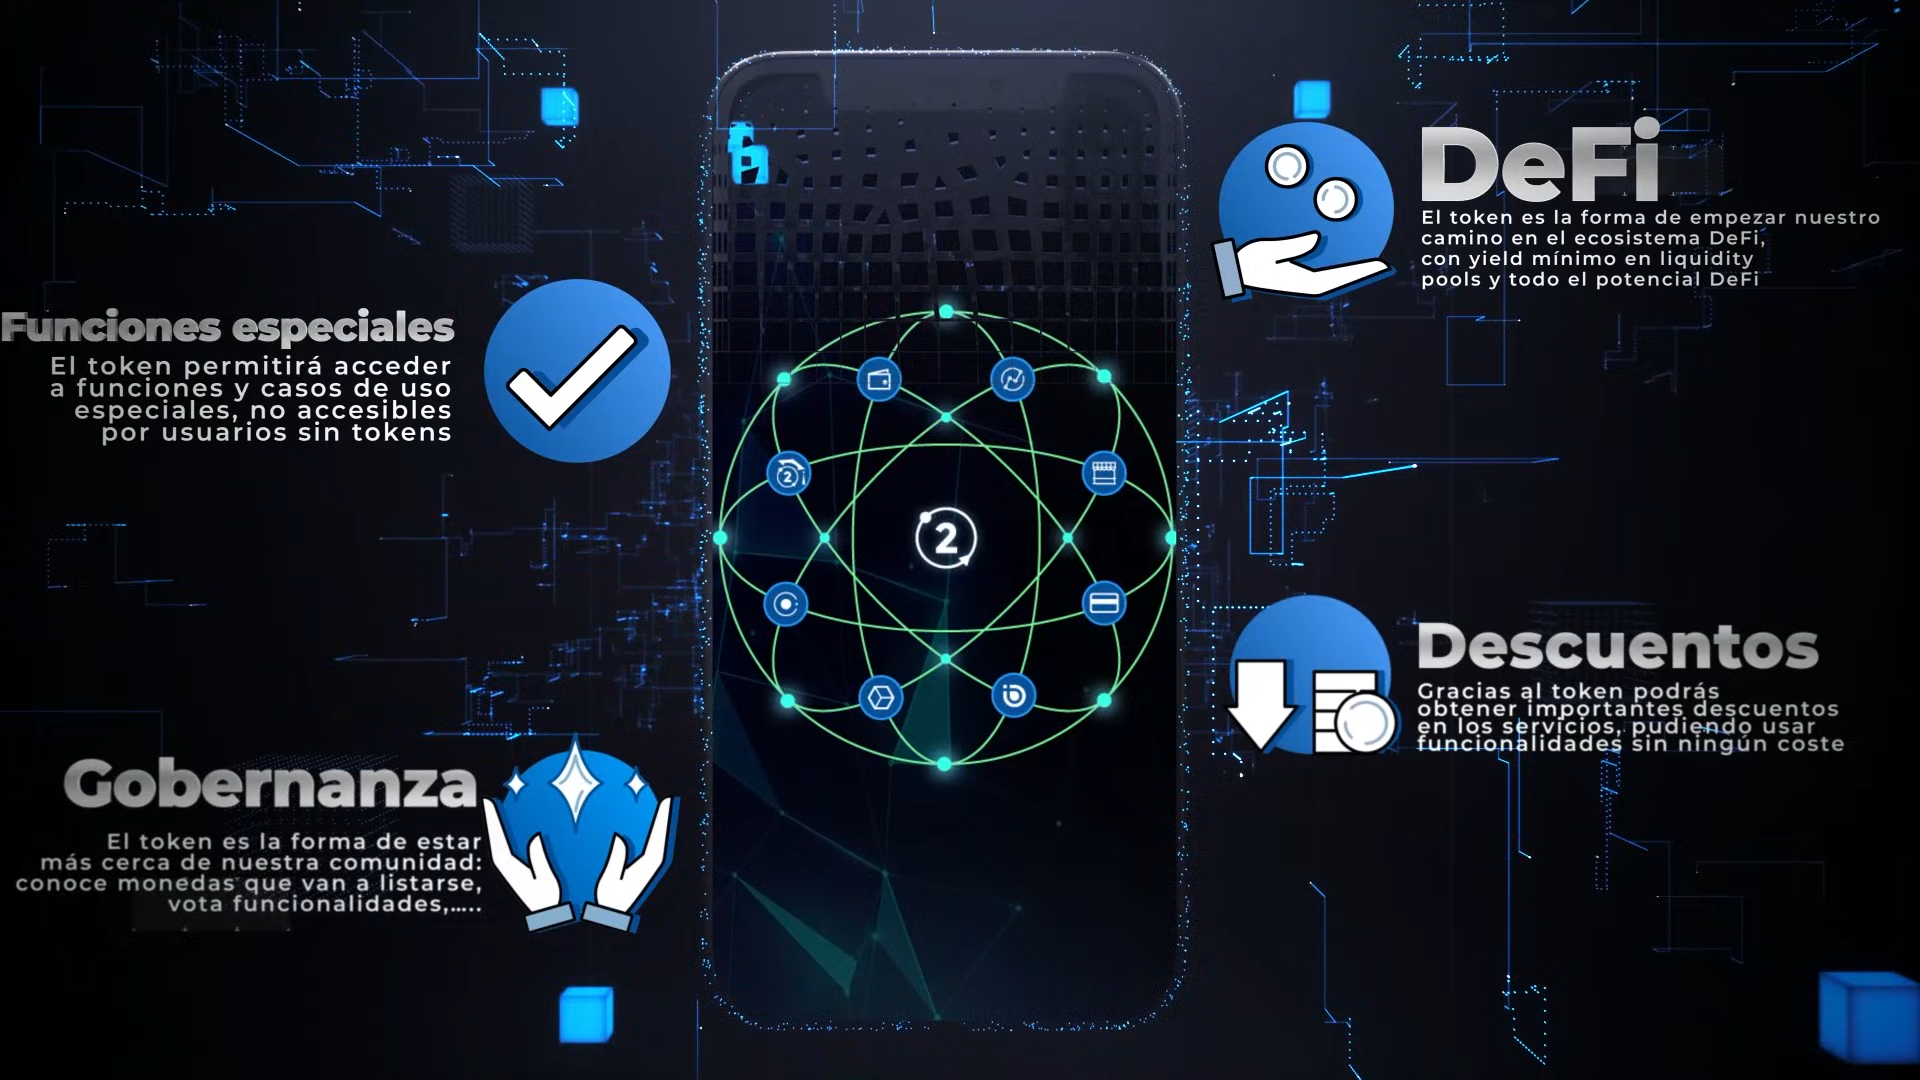 Funciones especiales
El token permitirá acceder
a funciones y casos de uso
especiales, no accesibles
por usuarios sin tokens
Gobernanza
El token es la forma de estar
más cerca de nuestra comunidad:
conoce monedas que van a listarse,
vota funcionalidades,.....
2
2
DeFi
El token es la forma de empezar nuestro
camino en el ecosistema DeFi,
con yield mínimo en liquidity
pools y todo el potencial DeFi
Descuentos
Gracias al token podrás
obtener importantes descuentos
en los servicios, pudiendo usar
funcionalidades sin ningún coste